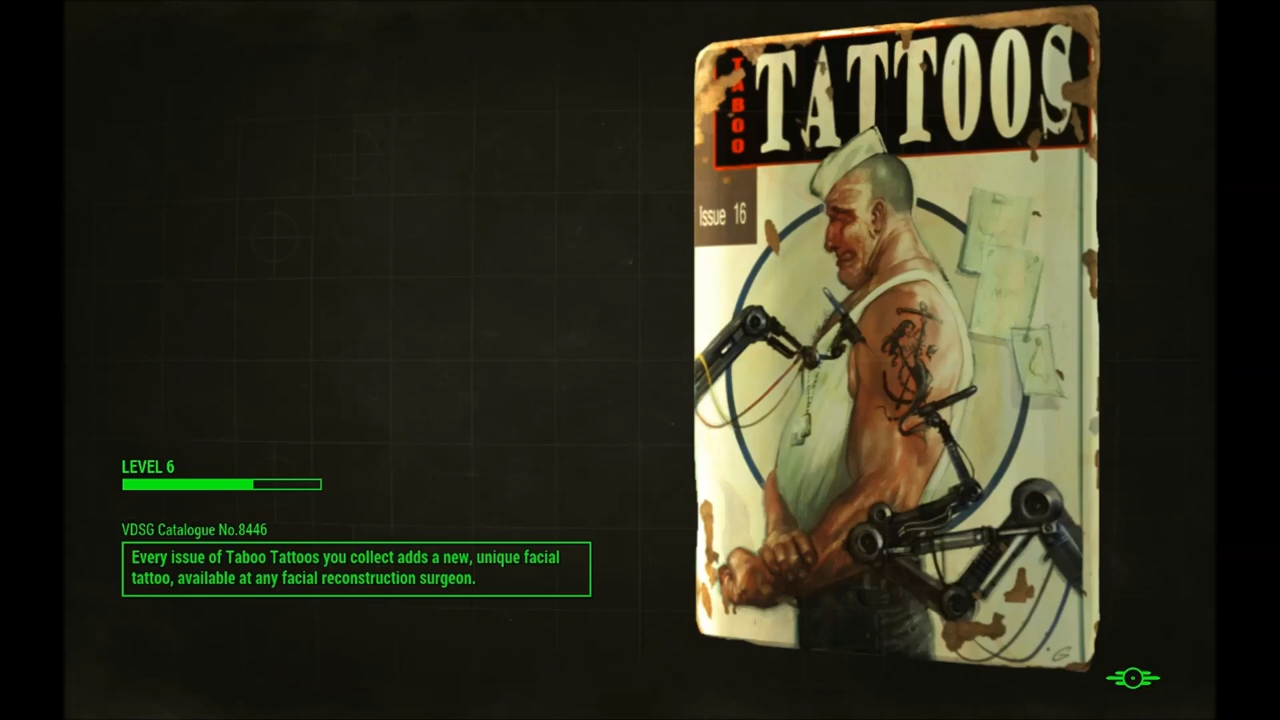 TABOO
TATTOOS
Issue 16
LEVEL 6
VDSG Catalogue No.8446
Every issue of Taboo Tattoos you collect adds a new, unique facial
tattoo, available at any facial reconstruction surgeon.